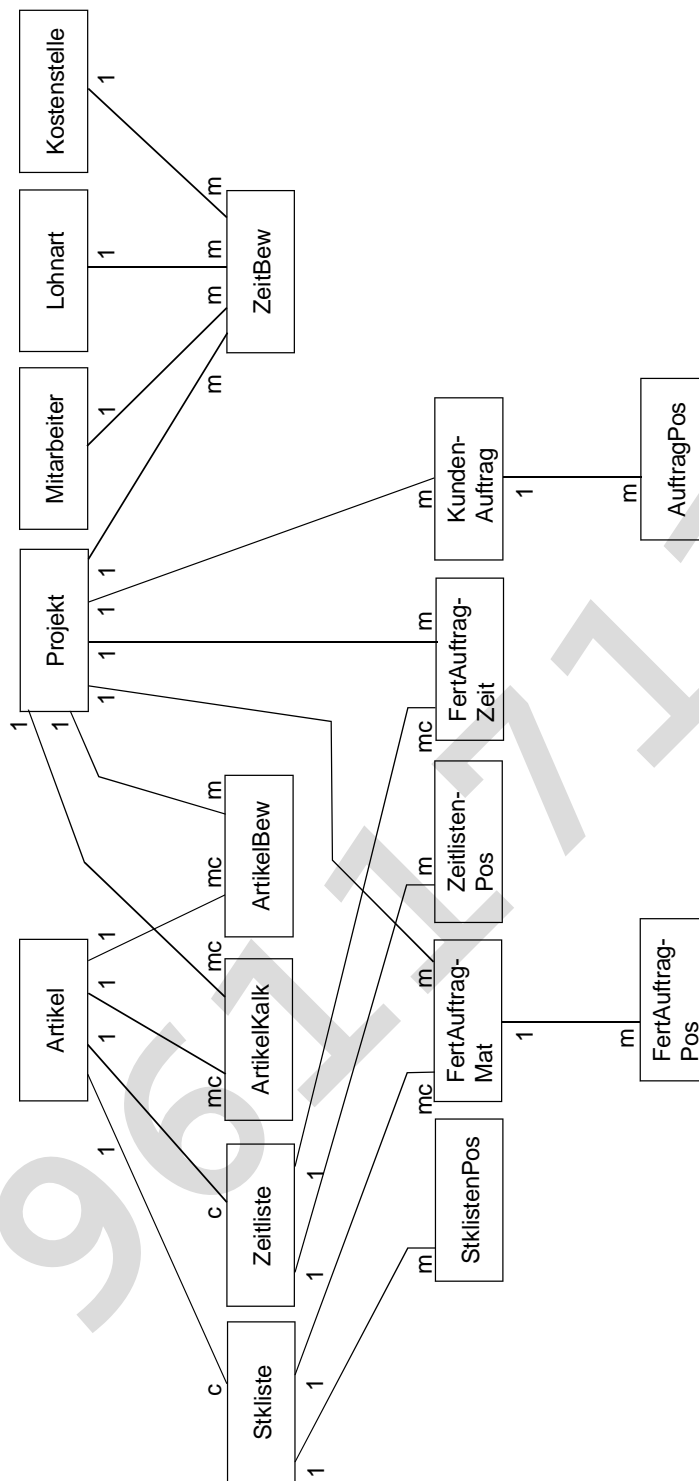 Artikel
Projekt
Mitarbeiter
Lohnart
Kostenstelle
1
1
1
1
1
1
1
1
1
1
1
1
1
c
c
mc
mc
mc
m
m
m
m
m
Stkliste
Zeitliste
ArtikelKalk
ArtikelBew
ZeitBew
1
1
1
1
m
mc
m
m
mc
m
m
StklistenPos
FertAuftrag-
Mat
Zeitlisten-
Pos
FertAuftrag-
Zeit
Kunden-
Auftrag
1
1
m
m
FertAuftrag-
Pos
AuftragPos
96117